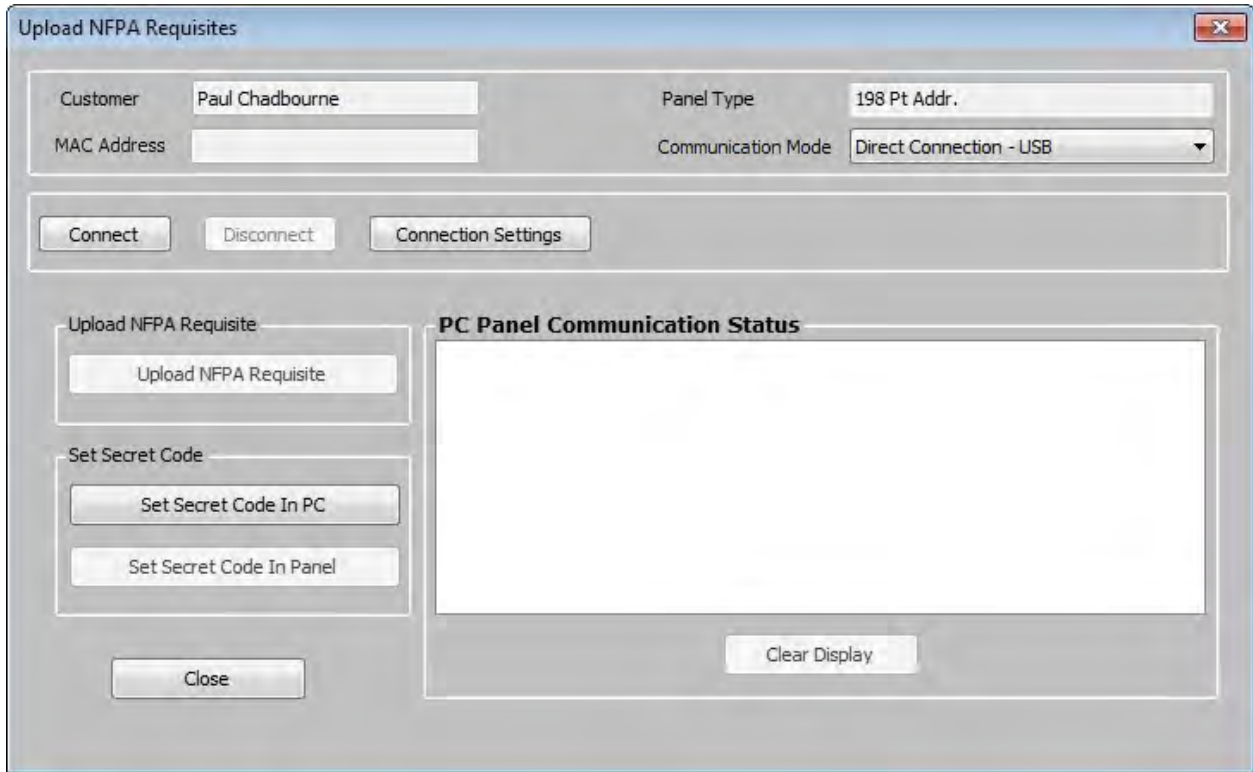 Upload NFPA Requisites
Customer Paul Chadbourne Panel Type 198 Pt Addr.
MAC Address Communication Mode Direct Connection - USB
Connect Disconnect Connection Settings
Upload NFPA Requisite
Upload NFPA Requisite
Set Secret Code
Set Secret Code In PC
Set Secret Code In Panel
Close
PC Panel Communication Status
Clear Display